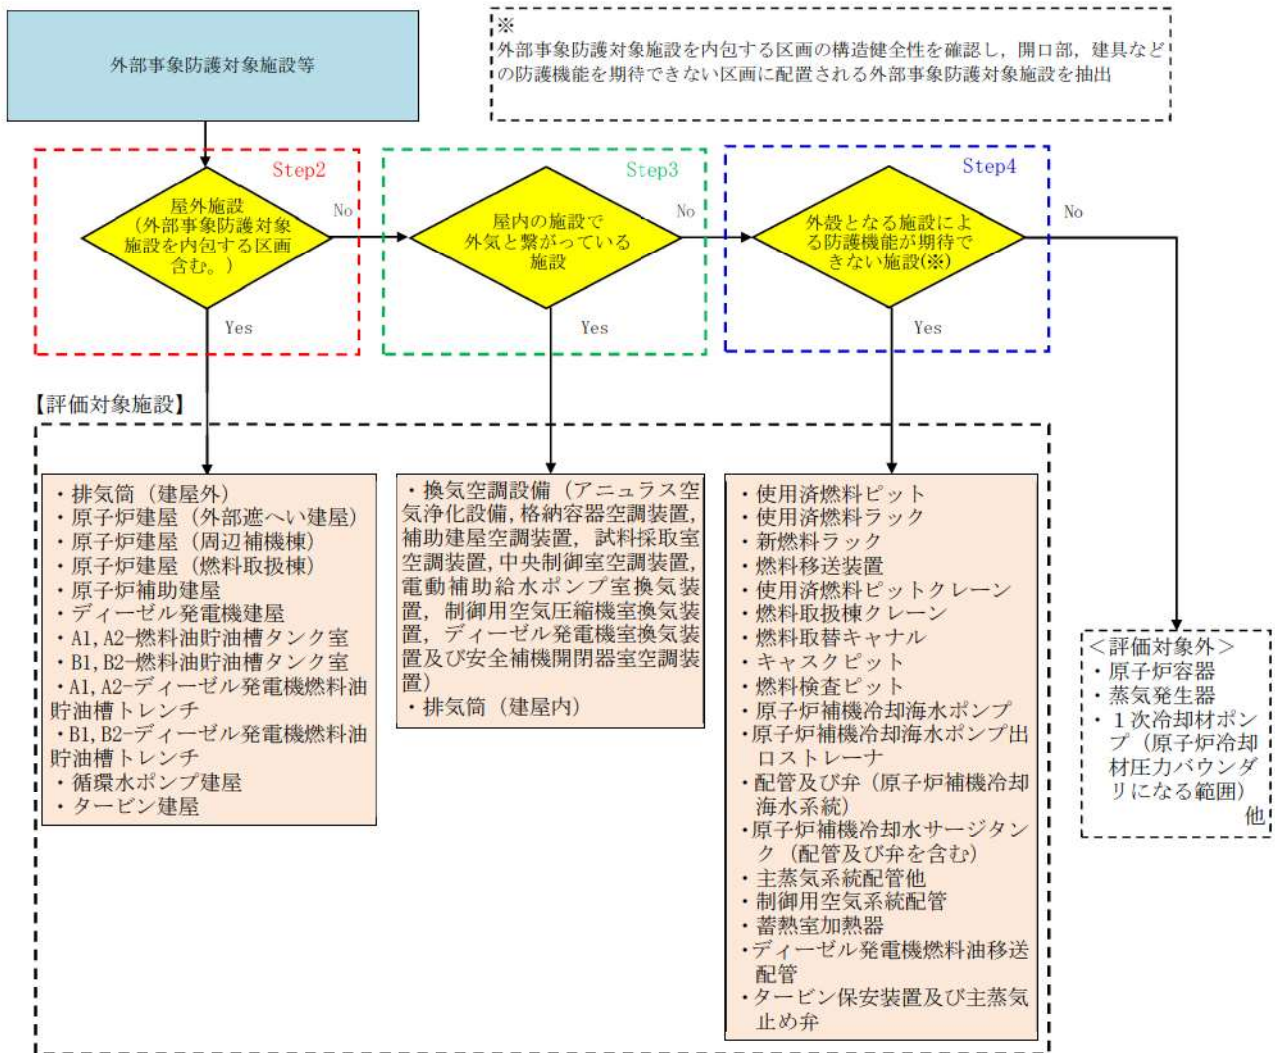 外部事象防護対象施設等
※
外部事象防護対象施設を内包する区画の構造健全性を確認し，開口部，建具など
の防護機能を期待できない区画に配置される外部事象防護対象施設を抽出
Step2
屋外施設
（外部事象防護対象
施設を内包する区画
含む。）
No
Yes
Step3
屋内の施設で
外気と繋がっている
施設
No
Yes
Step4
外殻となる施設によ
る防護機能が期待で
きない施設(※)
No
Yes
【評価対象施設】
・排気筒（建屋外）
・原子炉建屋（外部遮へい建屋）
・原子炉建屋（周辺補機棟）
・原子炉建屋（燃料取扱棟）
・原子炉補助建屋
・ディーゼル発電機建屋
・A1,A2-燃料油貯油槽タンク室
・B1,B2-燃料油貯油槽タンク室
・A1,A2-ディーゼル発電機燃料油
貯油槽トレンチ
・B1,B2-ディーゼル発電機燃料油
貯油槽トレンチ
・循環水ポンプ建屋
・タービン建屋
・換気空調設備（アニュラス空
気浄化設備,格納容器空調装置,
補助建屋空調装置，試料採取室
空調装置,中央制御室空調装置,
電動補助給水ポンプ室換気装
置，制御用空気圧縮機室換気装
置，ディーゼル発電機室換気装
置及び安全補機開閉器室空調装
置）
・排気筒（建屋内）
・使用済燃料ピット
・使用済燃料ラック
・新燃料ラック
・燃料移送装置
・使用済燃料ピットクレーン
・燃料取扱棟クレーン
・燃料取替キャナル
・キャスクピット
・燃料検査ピット
・原子炉補機冷却海水ポンプ
・原子炉補機冷却海水ポンプ出
口ストレーナ
・配管及び弁（原子炉補機冷却
海水系統）
・原子炉補機冷却水サージタン
ク（配管及び弁を含む）
・主蒸気系統配管他
・制御用空気系統配管
・蓄熱室加熱器
・ディーゼル発電機燃料油移送
配管
・タービン保安装置及び主蒸気
止め弁
＜評価対象外＞
・原子炉容器
・蒸気発生器
・１次冷却材ポン
プ（原子炉冷却
材圧力バウンダ
リになる範囲）
他